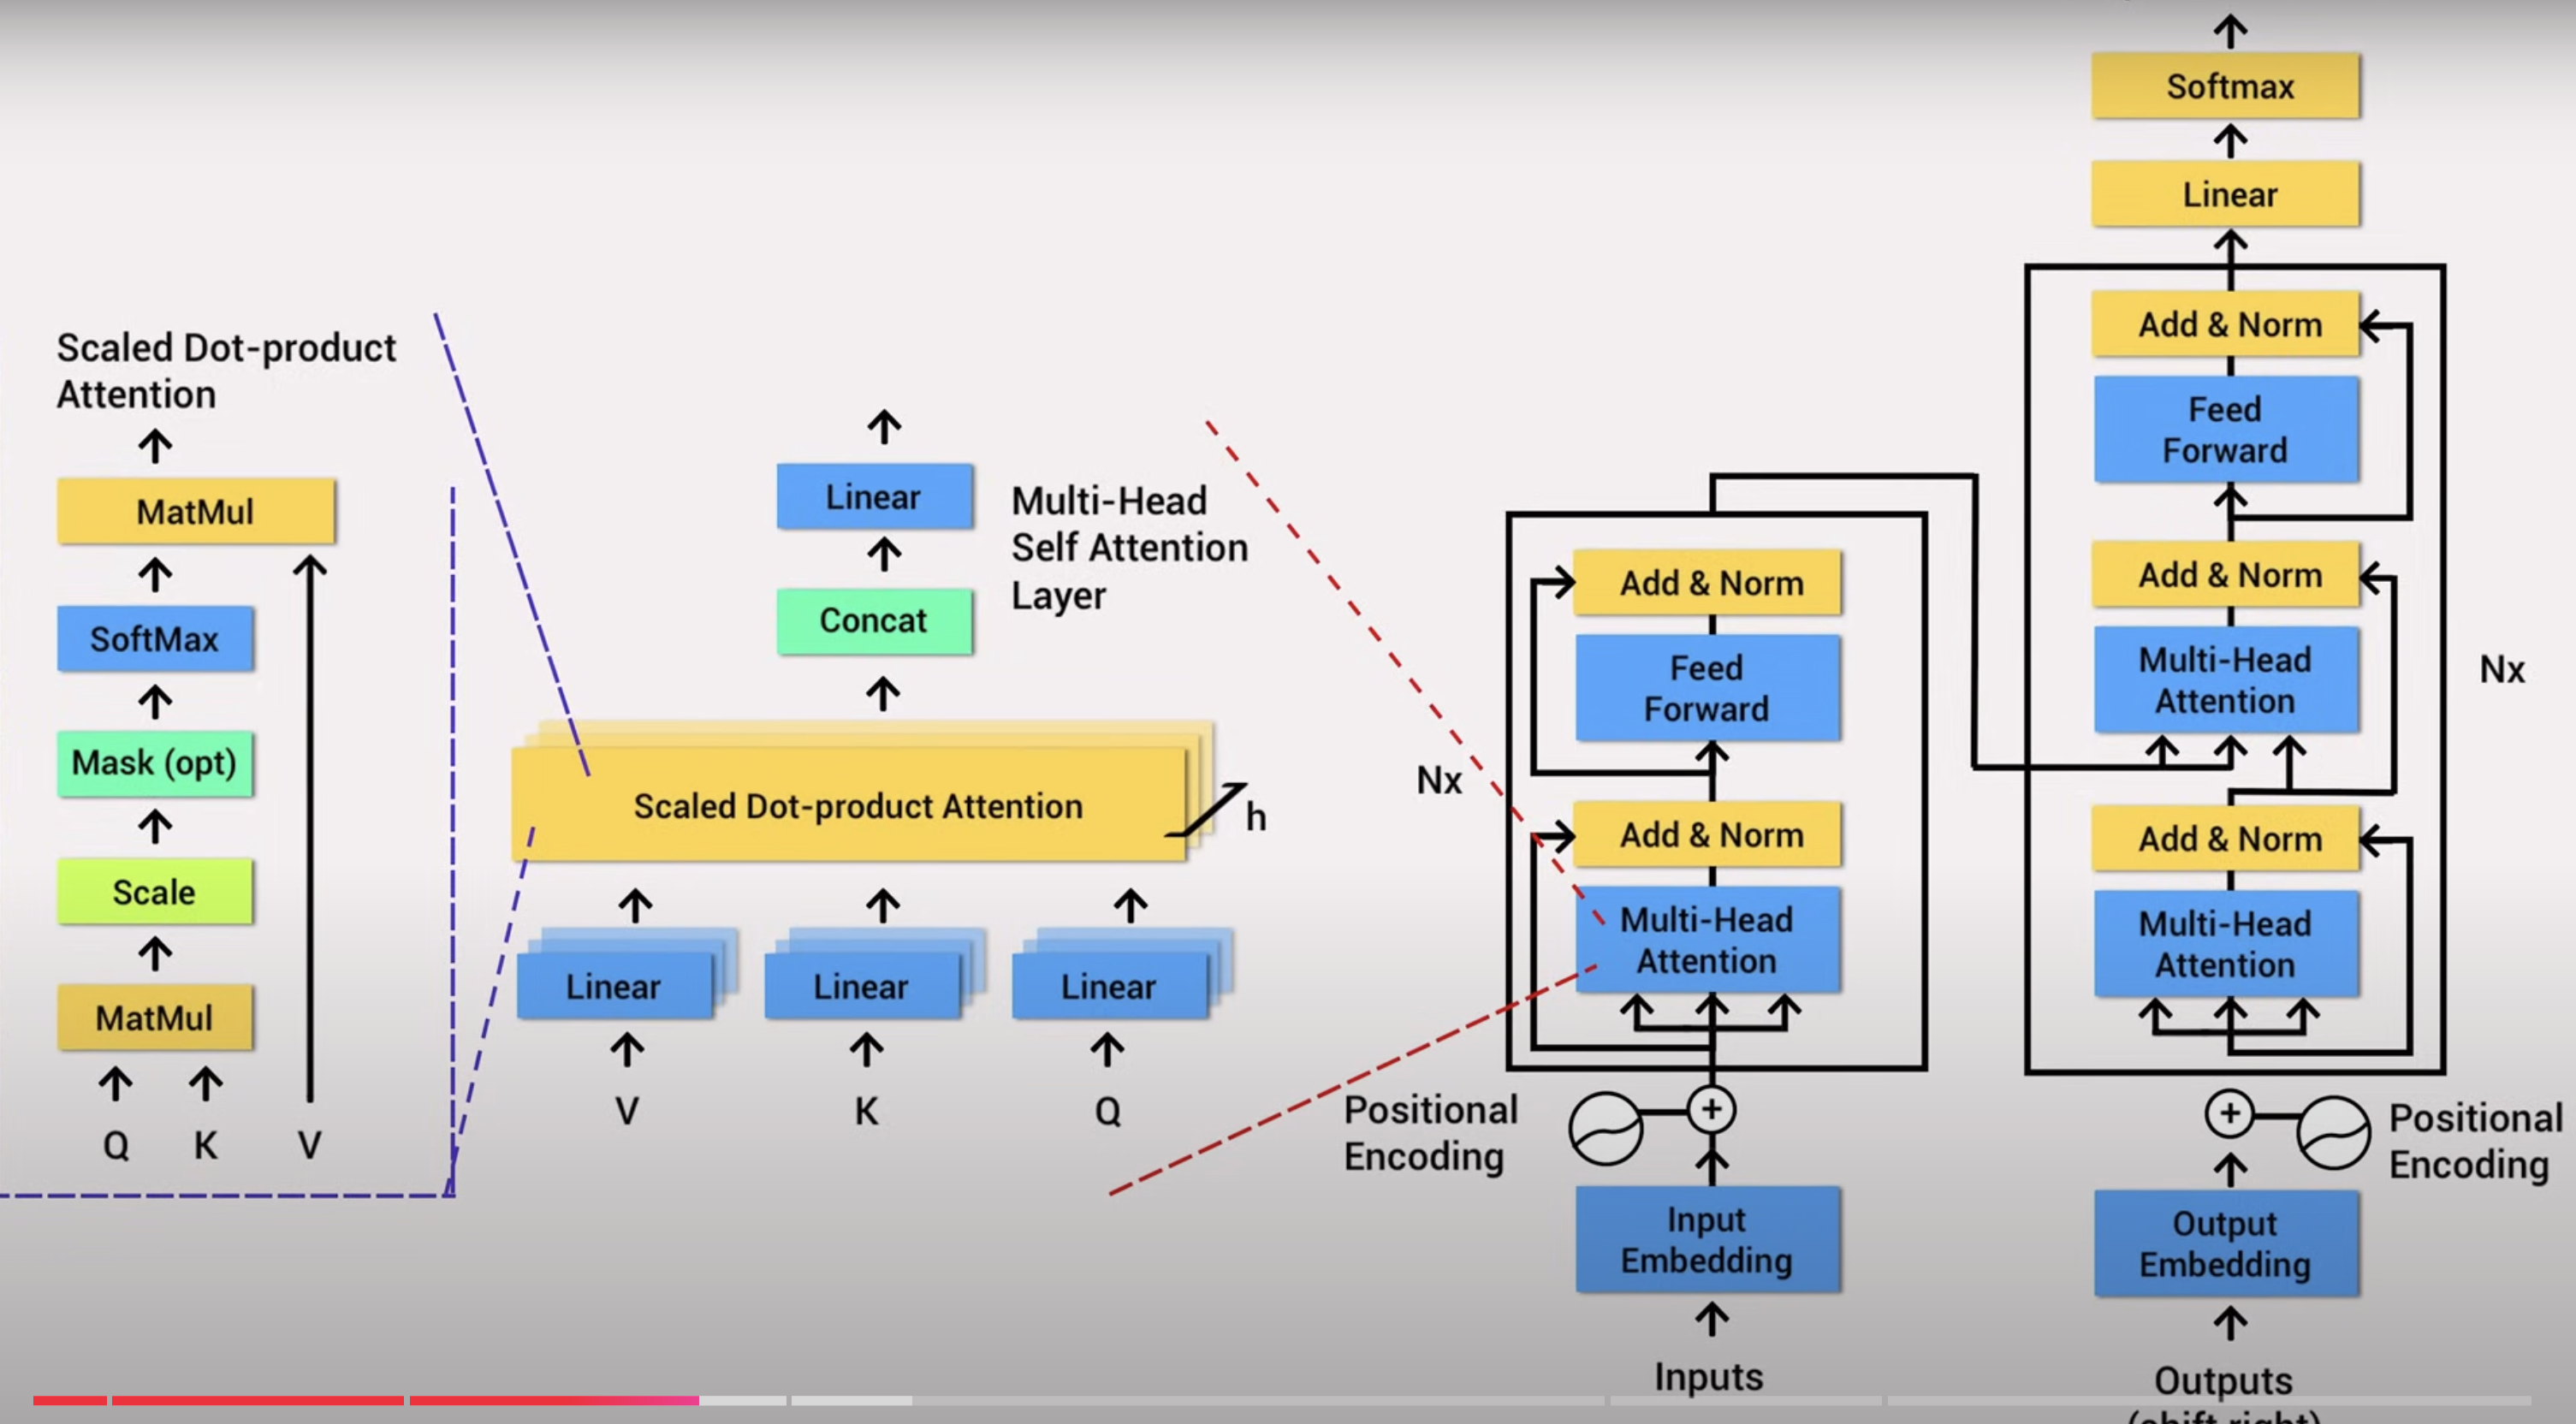 Scaled Dot-product
Attention
MatMul
SoftMax
Mask (opt)
Scale
MatMul
Q K V
Linear
Concat
Multi-Head
Self Attention
Layer
Scaled Dot-product Attention
h
Linear Linear Linear
V K Q
Add & Norm
Feed
Forward
Nx
Add & Norm
Multi-Head
Attention
Positional
Encoding
+
Input
Embedding
Inputs
Softmax
Linear
Add & Norm
Feed
Forward
Add & Norm
Multi-Head
Attention
Nx
Add & Norm
Multi-Head
Attention
+
Positional
Encoding
Output
Embedding
Outputs
(shift right)